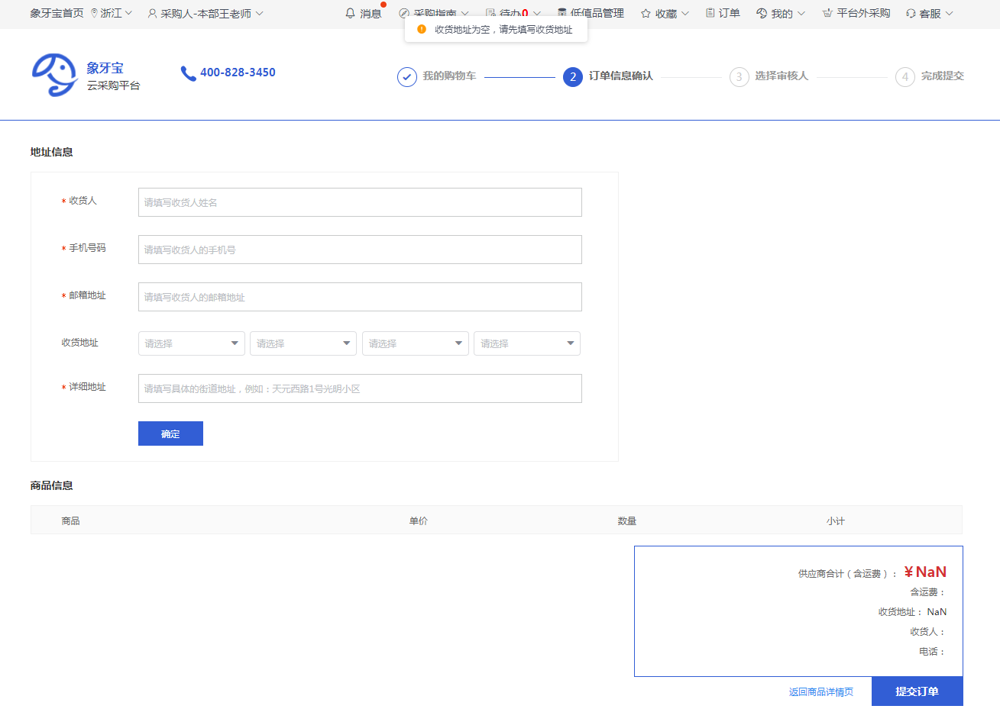 象牙宝首页 浙江 采购人-本部王老师 消息 采购指南 待办0 低值品管理 收藏 订单 我的 平台外采购 客服
收货地址为空，请先填写收货地址
象牙宝
云采购平台
400-828-3450
我的购物车 2 订单信息确认 3 选择审核人 4 完成提交
地址信息
* 收货人 请填写收货人姓名
* 手机号码 请填写收货人的手机号
* 邮箱地址 请填写收货人的邮箱地址
收货地址 请选择 请选择 请选择 请选择
* 详细地址 请填写具体的街道地址，例如：天元西路1号光明小区
确定
商品信息
商品 单价 数量 小计
供应商合计（含运费）： ¥NaN
含运费：
收货地址： NaN
收货人：
电话：
返回商品详情页 提交订单